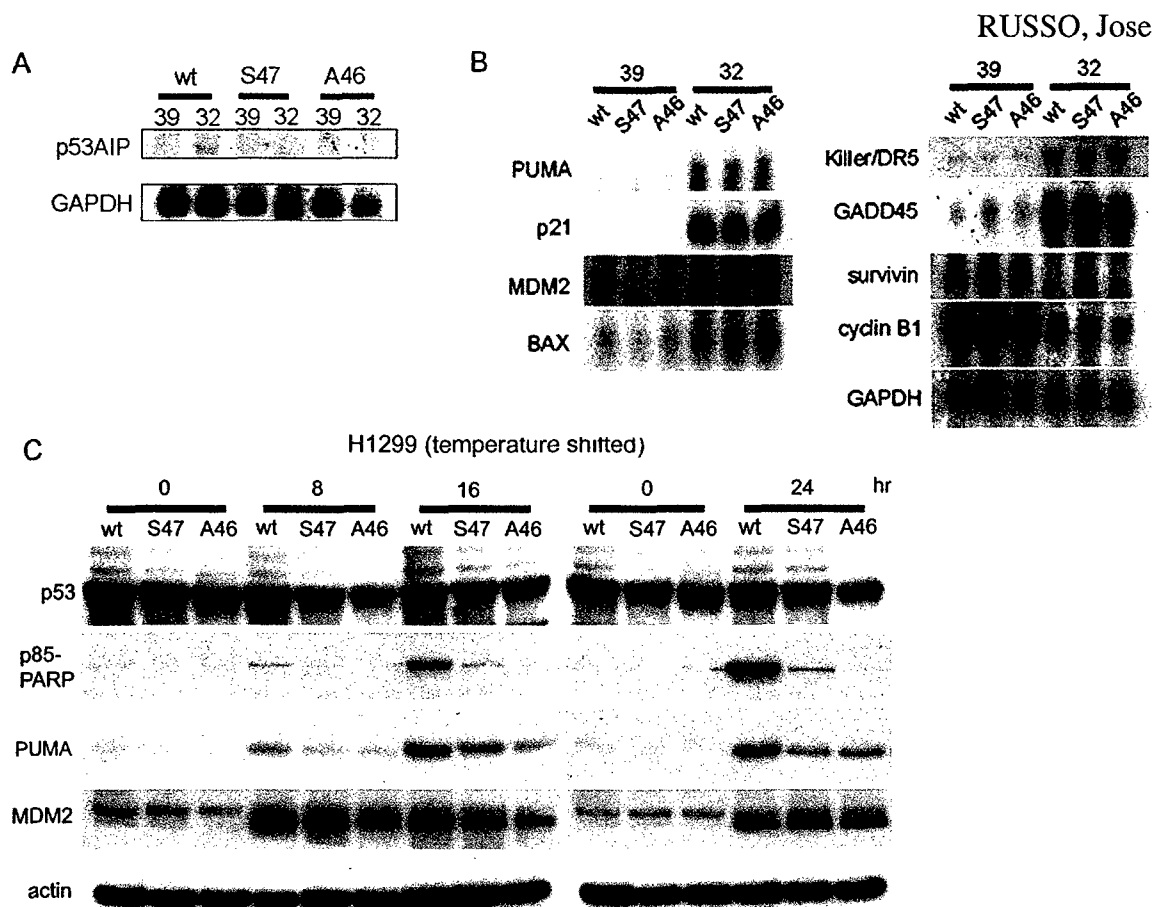 RUSSO, Jose
A
wt S47 A46
39 32 39 32 39 32
p53AIP
GAPDH
B
39 32
wt S47 A46 wt S47 A46
PUMA
p21
MDM2
BAX
39 32
wt S47 A46 wt S47 A46
Killer/DR5
GADD45
survivin
cyclin B1
GAPDH
C
H1299 (temperature shifted)
0 8 16 0 24 hr
wt S47 A46 wt S47 A46 wt S47 A46 wt S47 A46 wt S47 A46
p53
p85-
PARP
PUMA
MDM2
actin